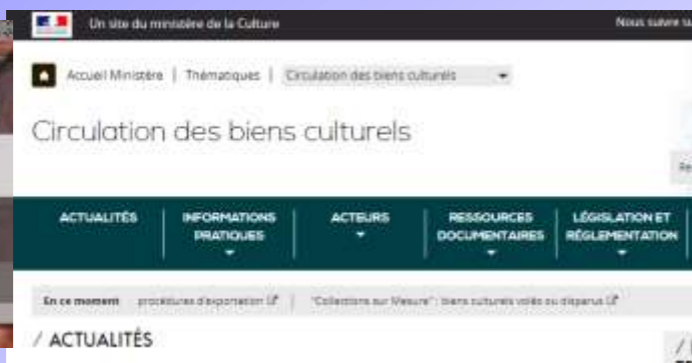 Un site du ministère de la Culture
Nous suivre su
Accueil Ministère | Thématiques | Circulation des biens culturels
Circulation des biens culturels
Re
ACTUALITÉS
INFORMATIONS
PRATIQUES
ACTEURS
RESSOURCES
DOCUMENTAIRES
LÉGISLATION ET
RÉGLEMENTATION
En ce moment procédures d'exportation | "Collections sur Mesure" : biens culturels volés ou disparus
/ ACTUALITÉS